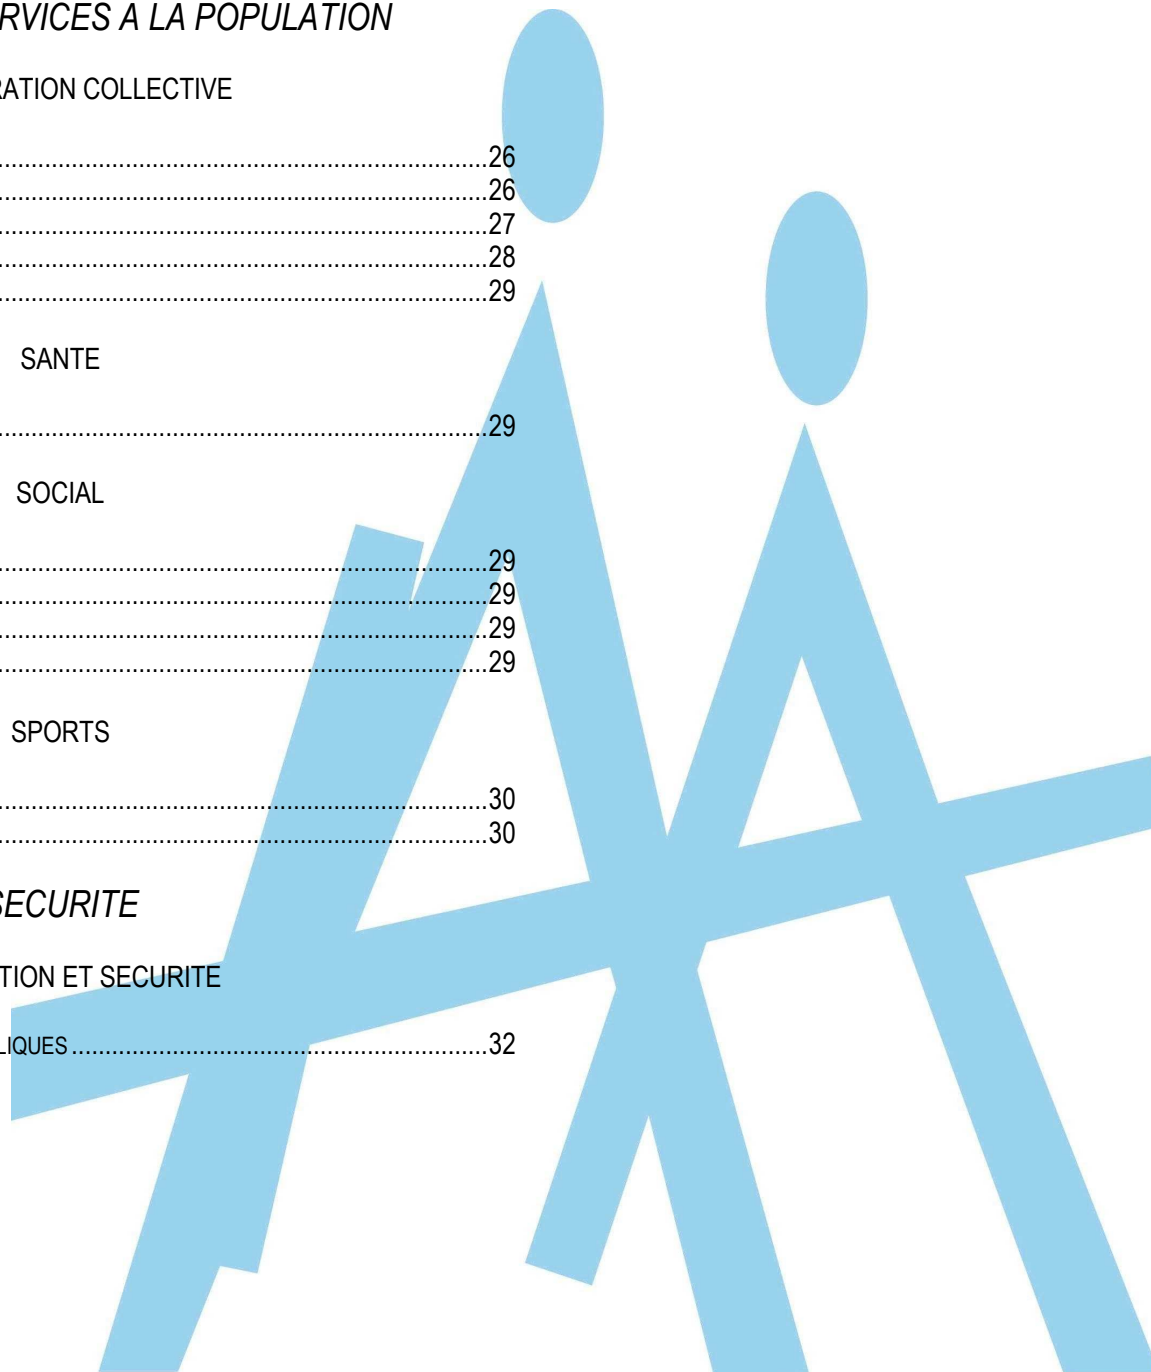 RVICES A LA POPULATION
RATION COLLECTIVE
26
26
27
28
29
SANTE
29
SOCIAL
29
29
29
29
SPORTS
30
30
SECURITE
TION ET SECURITE
LIQUES 32